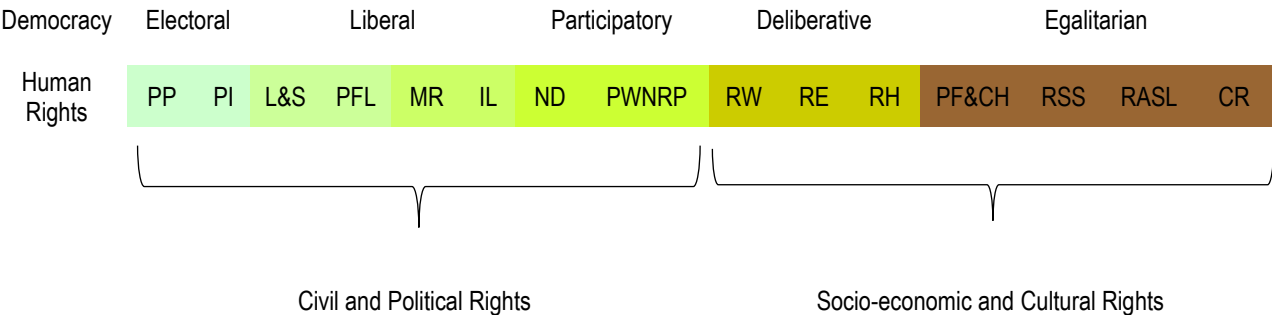 Democracy Electoral Liberal Participatory Deliberative Egalitarian
Human
Rights
PP PI L&S PFL MR IL ND PWNRP RW RE RH PF&CH RSS RASL CR
Civil and Political Rights Socio-economic and Cultural Rights